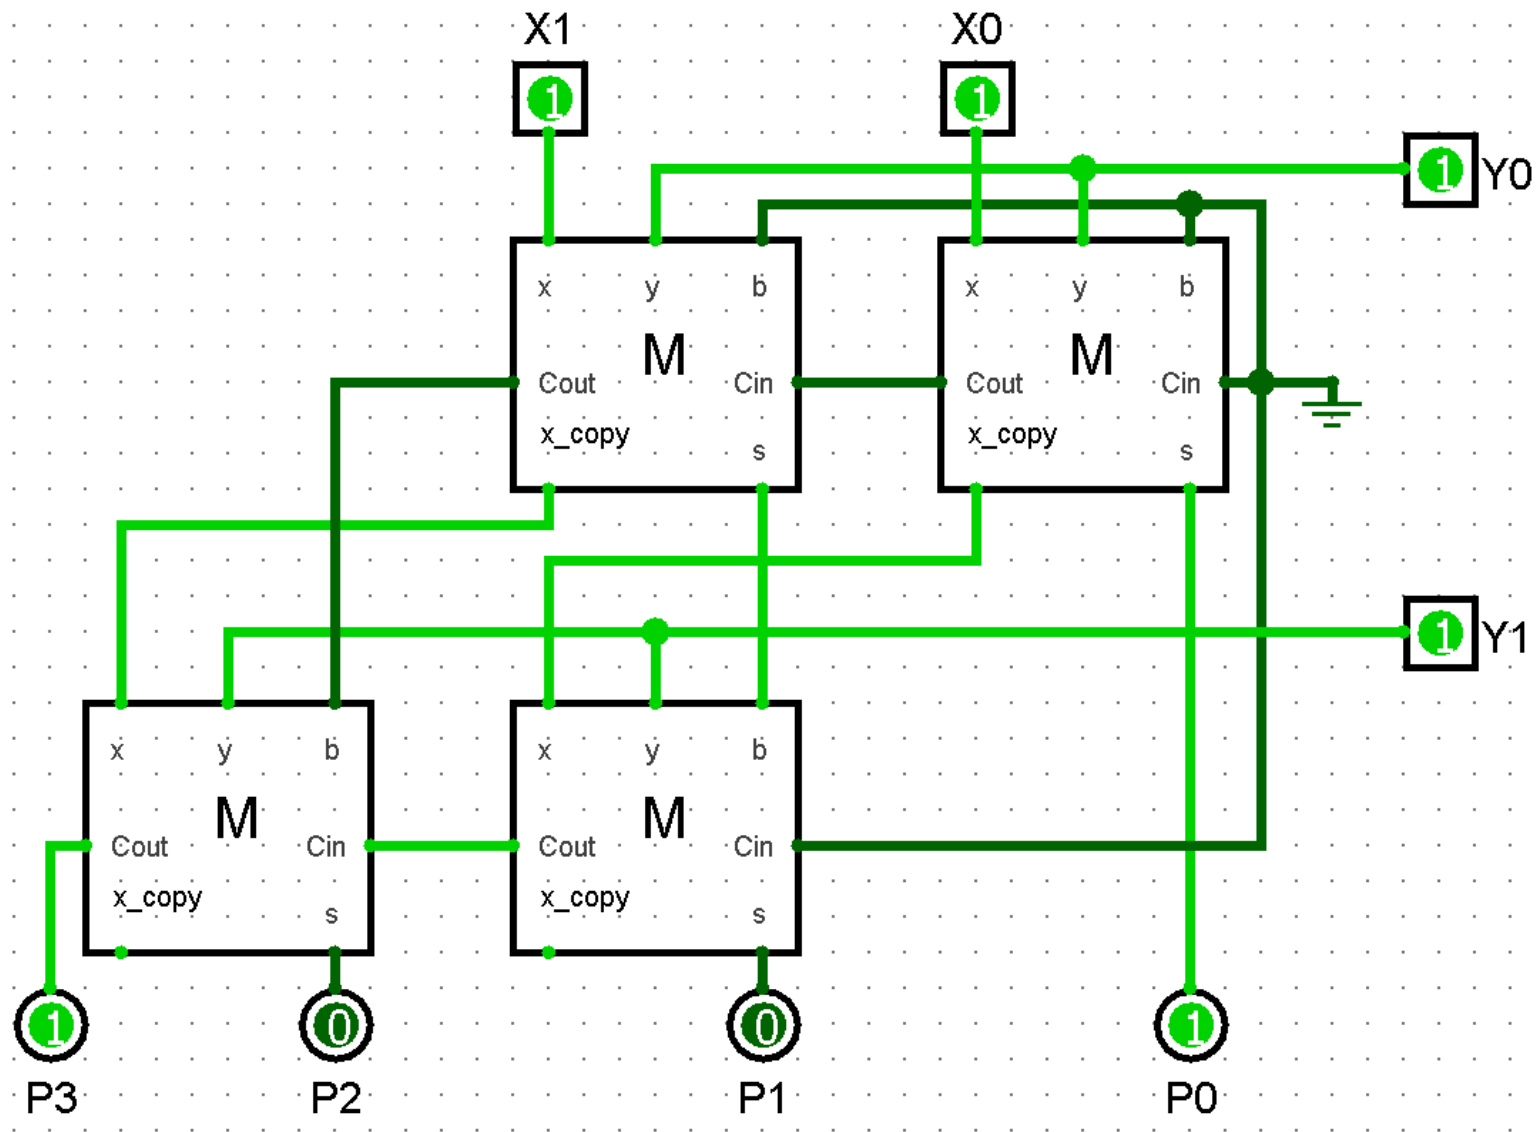 X1 X0
1 1
1 Y0
x y b x y b
M M
Cout Cin Cout Cin
x_copy x_copy
s s
1 Y1
x y b x y b
M M
Cout Cin Cout Cin
x_copy x_copy
s s
1 0 0 1
P3 P2 P1 P0